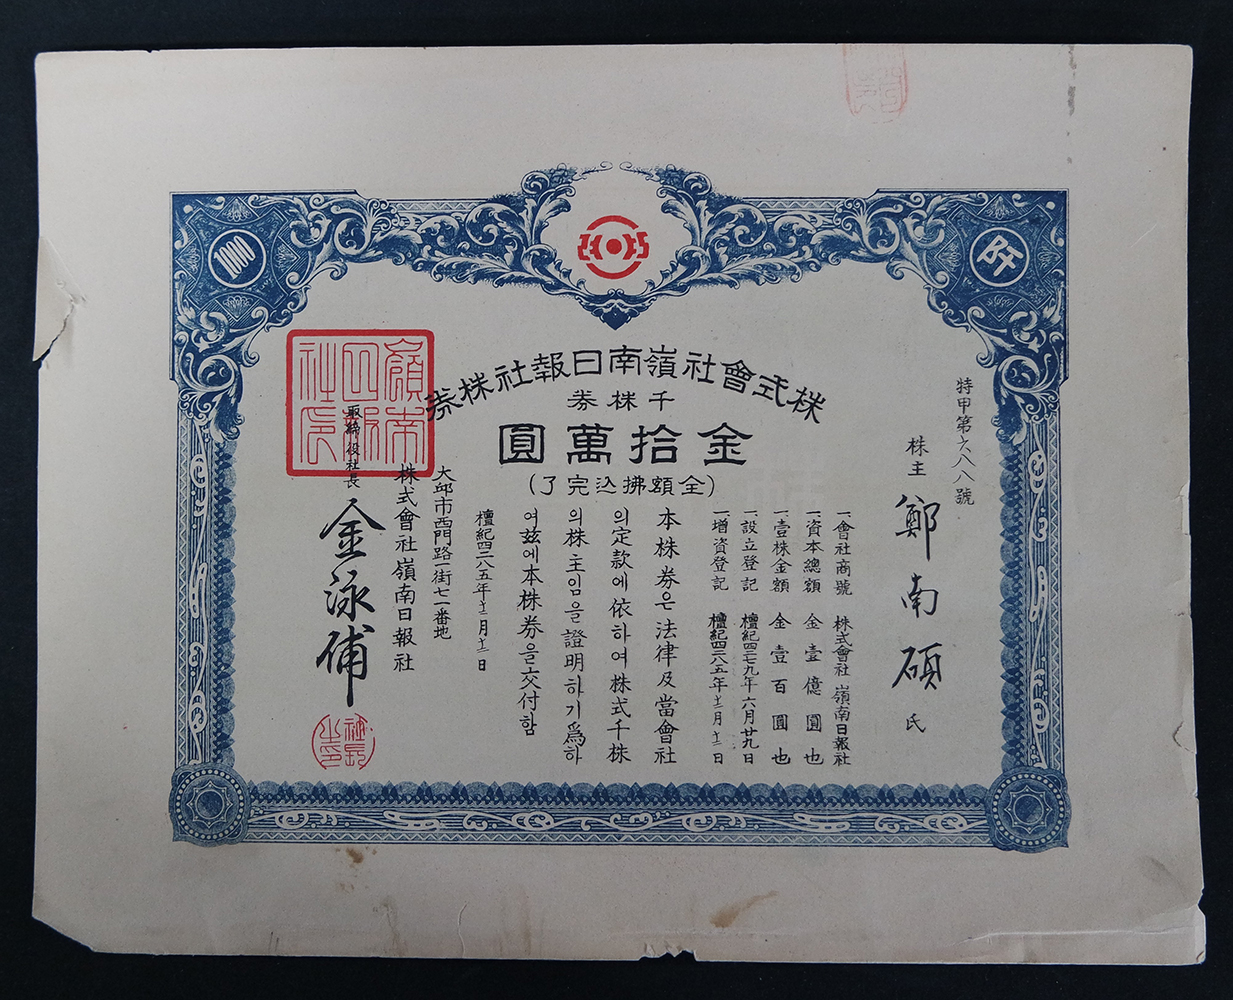 1000
阡
株式會社嶺南日報社株券
千株券
金拾萬圓
(全額拂込完了)
特甲第六八八號
株主 鄭南碩 氏
一會社商號 株式會社 嶺南日報社
一資本總額 金壹億圓也
一壹株金額 金壹百圓也
一設立登記 檀紀四二七九年六月廿九日
一增資登記 檀紀四二八五年十二月十二日
本株券은法律及當會社
의定款에依하여株式千株
의株主임을證明하기爲하
여玆에本株券을交付함
檀紀四二八五年十二月十二日
大邱市西門路一街七一番地
株式會社嶺南日報社
取締役社長 金泳補
嶺南
日報
社印